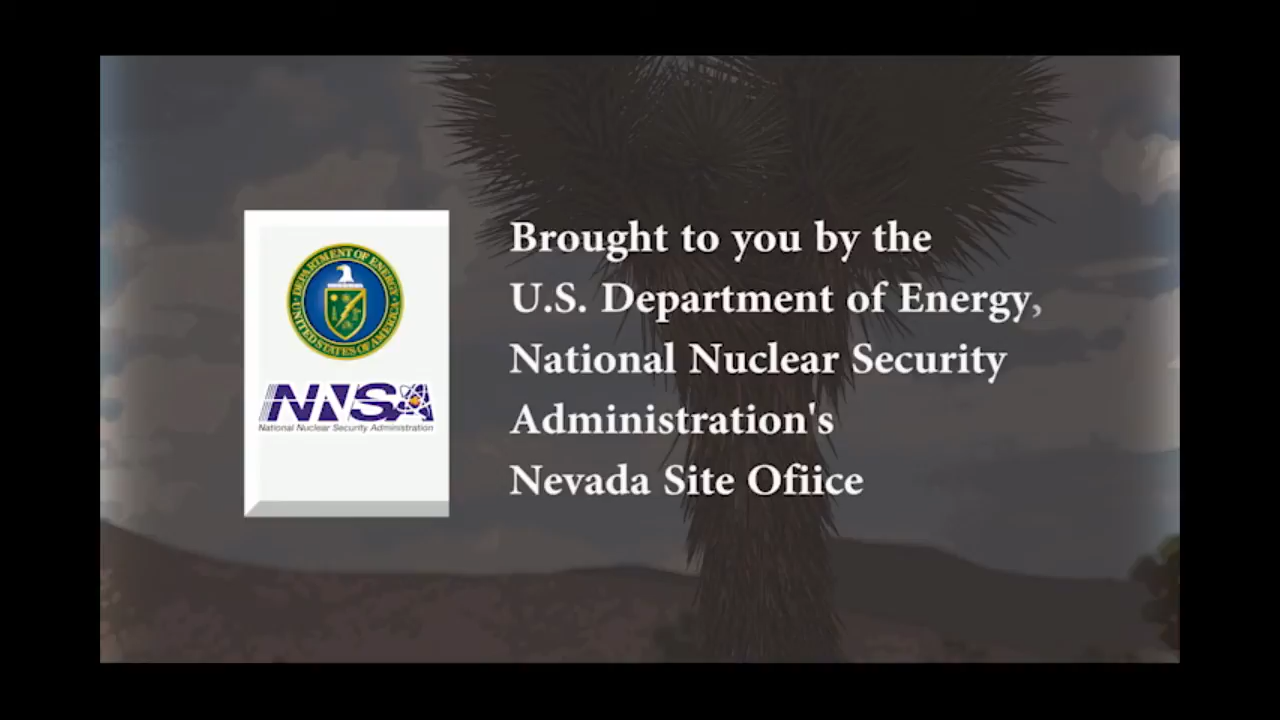 Brought to you by the
U.S. Department of Energy,
National Nuclear Security
Administration's
Nevada Site Ofiice
DEPARTMENT OF ENERGY
UNITED STATES OF AMERICA
NNSA
National Nuclear Security Administration